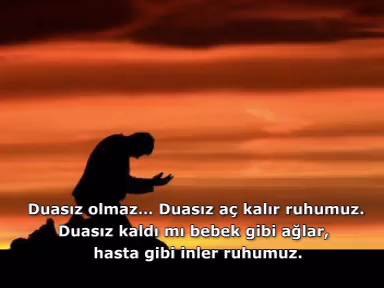 Duasız olmaz... Duasız aç kalır ruhumuz.
Duasız kaldı mı bebek gibi ağlar,
hasta gibi inler ruhumuz.